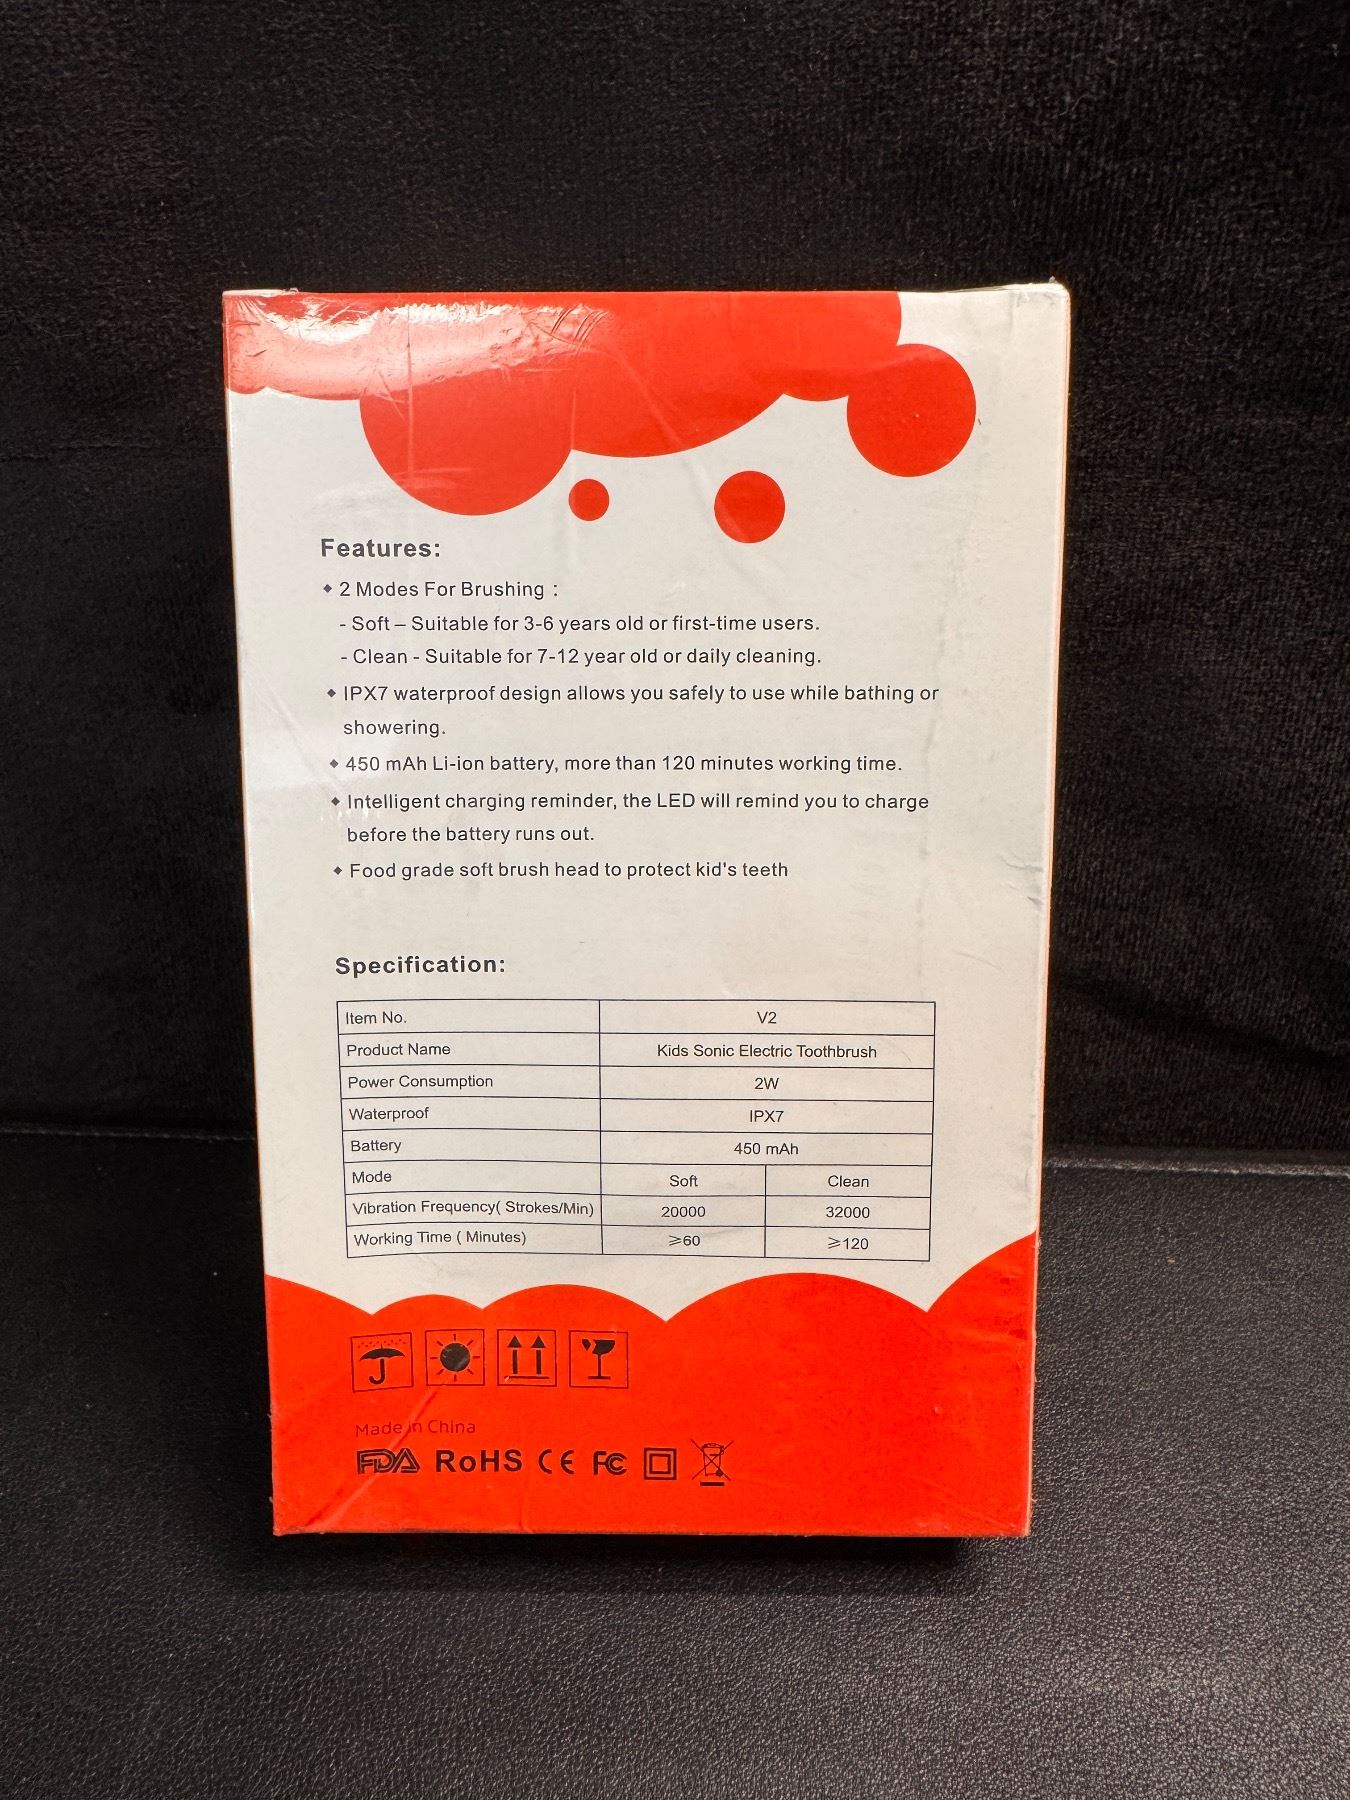 Features:
◆ 2 Modes For Brushing :
- Soft – Suitable for 3-6 years old or first-time users.
- Clean - Suitable for 7-12 year old or daily cleaning.
◆ IPX7 waterproof design allows you safely to use while bathing or
showering.
◆ 450 mAh Li-ion battery, more than 120 minutes working time.
◆ Intelligent charging reminder, the LED will remind you to charge
before the battery runs out.
◆ Food grade soft brush head to protect kid's teeth
Specification:
Item No. V2
Product Name Kids Sonic Electric Toothbrush
Power Consumption 2W
Waterproof IPX7
Battery 450 mAh
Mode Soft Clean
Vibration Frequency( Strokes/Min) 20000 32000
Working Time ( Minutes) ⩾60 ⩾120
Made in China
FDA RoHS CE FC